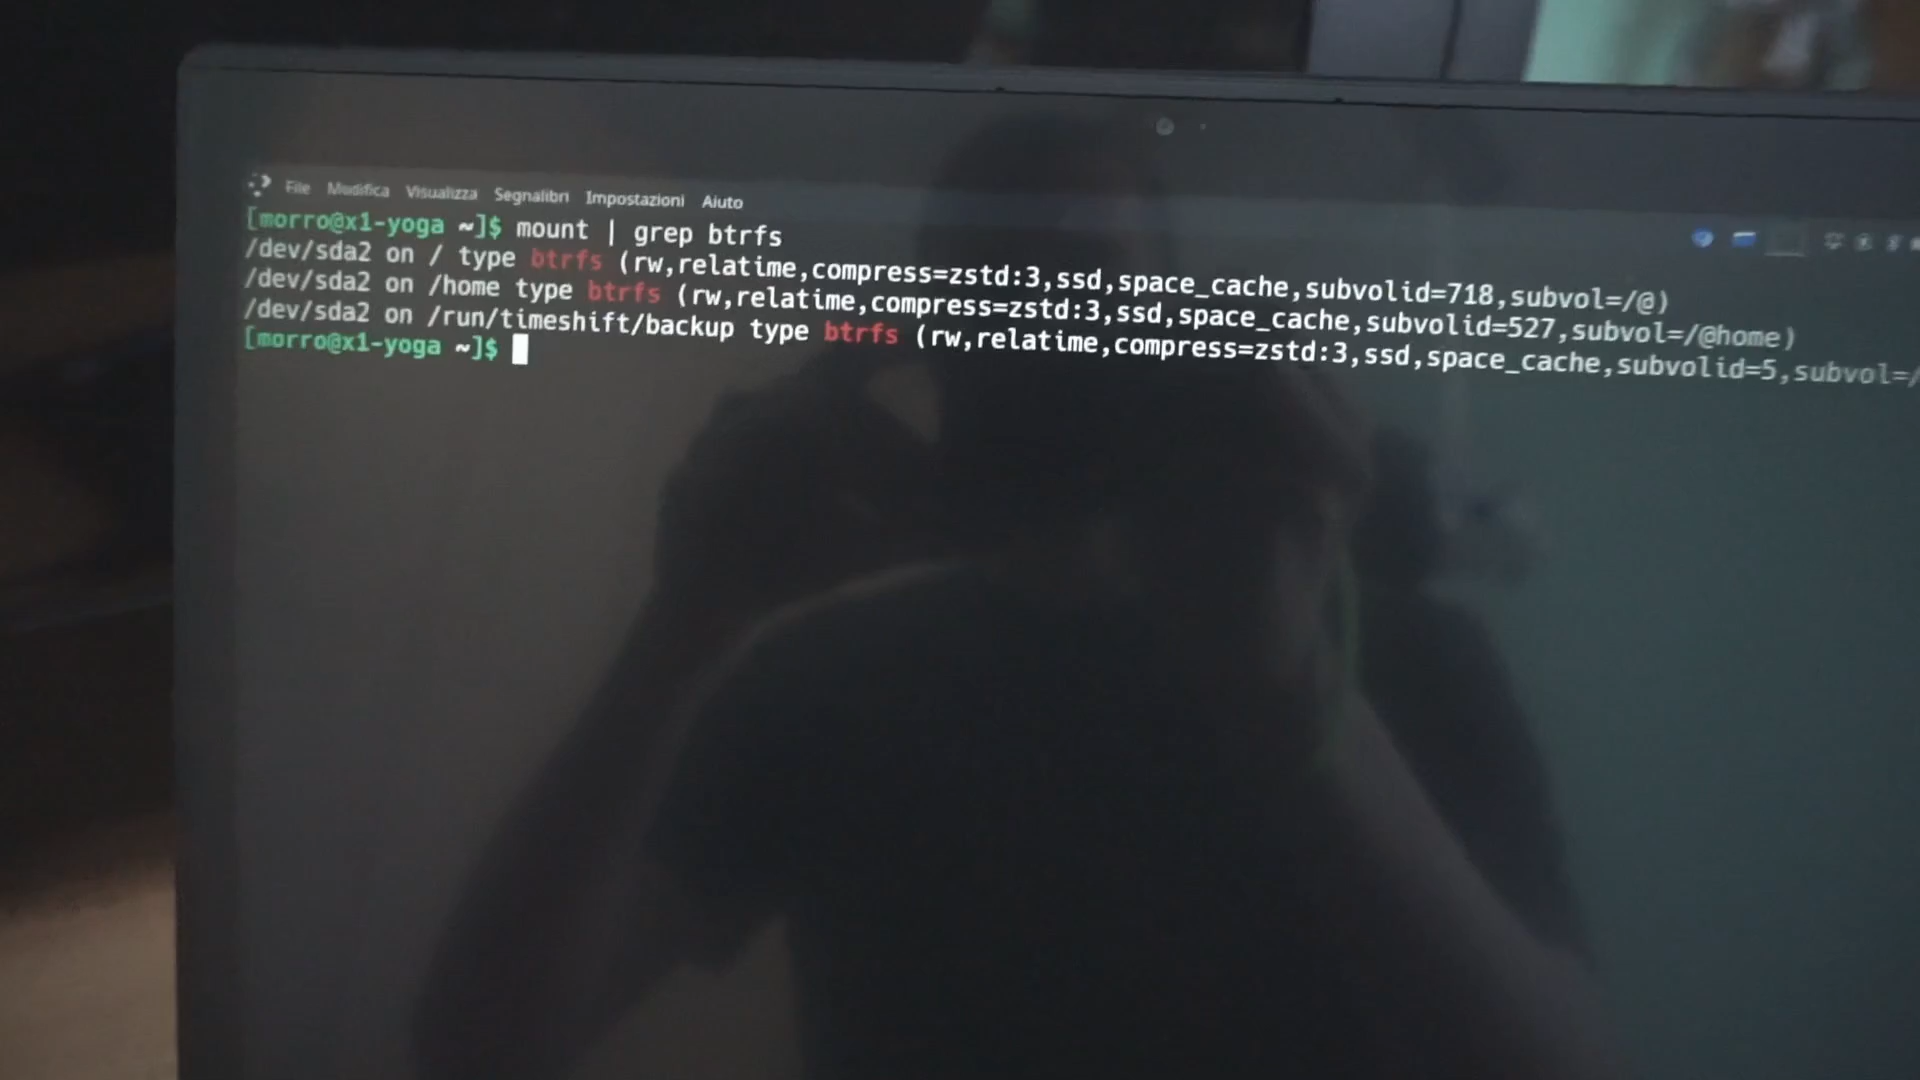 File Modifica Visualizza Segnalibri Impostazioni Aiuto
[morro@x1-yoga ~]$ mount | grep btrfs
/dev/sda2 on / type btrfs (rw,relatime,compress=zstd:3,ssd,space_cache,subvolid=718,subvol=/@)
/dev/sda2 on /home type btrfs (rw,relatime,compress=zstd:3,ssd,space_cache,subvolid=527,subvol=/@home)
/dev/sda2 on /run/timeshift/backup type btrfs (rw,relatime,compress=zstd:3,ssd,space_cache,subvolid=5,subvol=/
[morro@x1-yoga ~]$